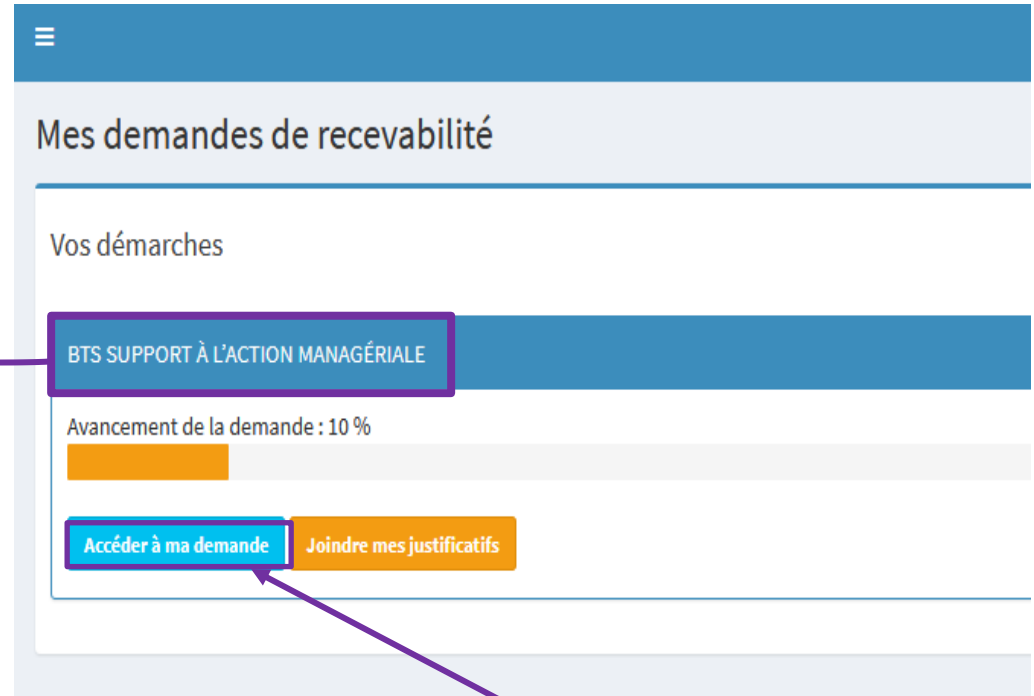 Mes demandes de recevabilité
Vos démarches
BTS SUPPORT À L'ACTION MANAGÉRIALE
Avancement de la demande : 10 %
Accéder à ma demande
Joindre mes justificatifs